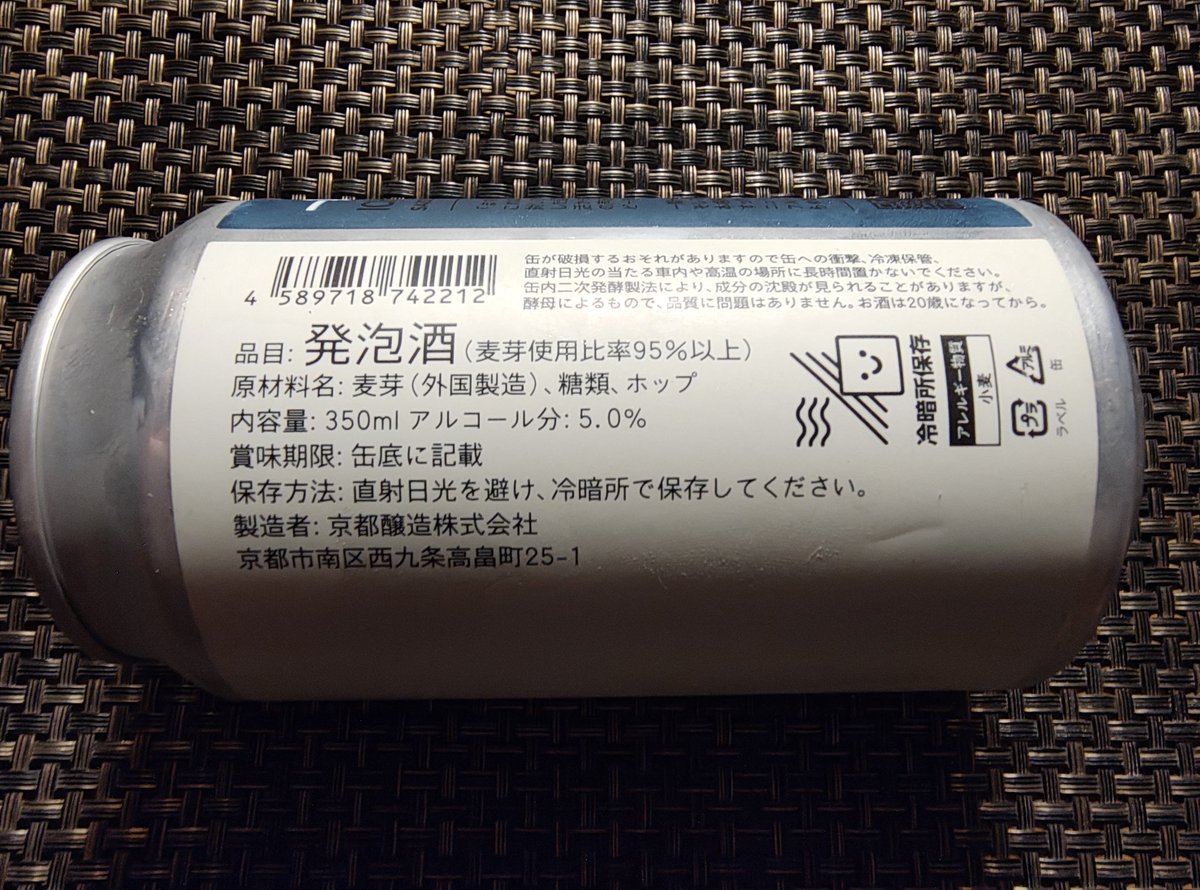 缶が破損するおそれがありますので缶への衝撃、冷凍保管、
直射日光の当たる車内や高温の場所に長時間置かないでください。
缶内二次発酵製法により、成分の沈殿が見られることがありますが、
酵母によるもので、品質に問題はありません。お酒は20歳になってから。
4 589718 742212
品目: 発泡酒(麦芽使用比率95%以上)
原材料名: 麦芽(外国製造)、糖類、ホップ
内容量: 350ml アルコール分: 5.0%
賞味期限: 缶底に記載
保存方法: 直射日光を避け、冷暗所で保存してください。
製造者: 京都醸造株式会社
京都市南区西九条高畠町25-1
冷暗所保存
アレルギー物質
小麦
アルミ
缶
プラ
ラベル